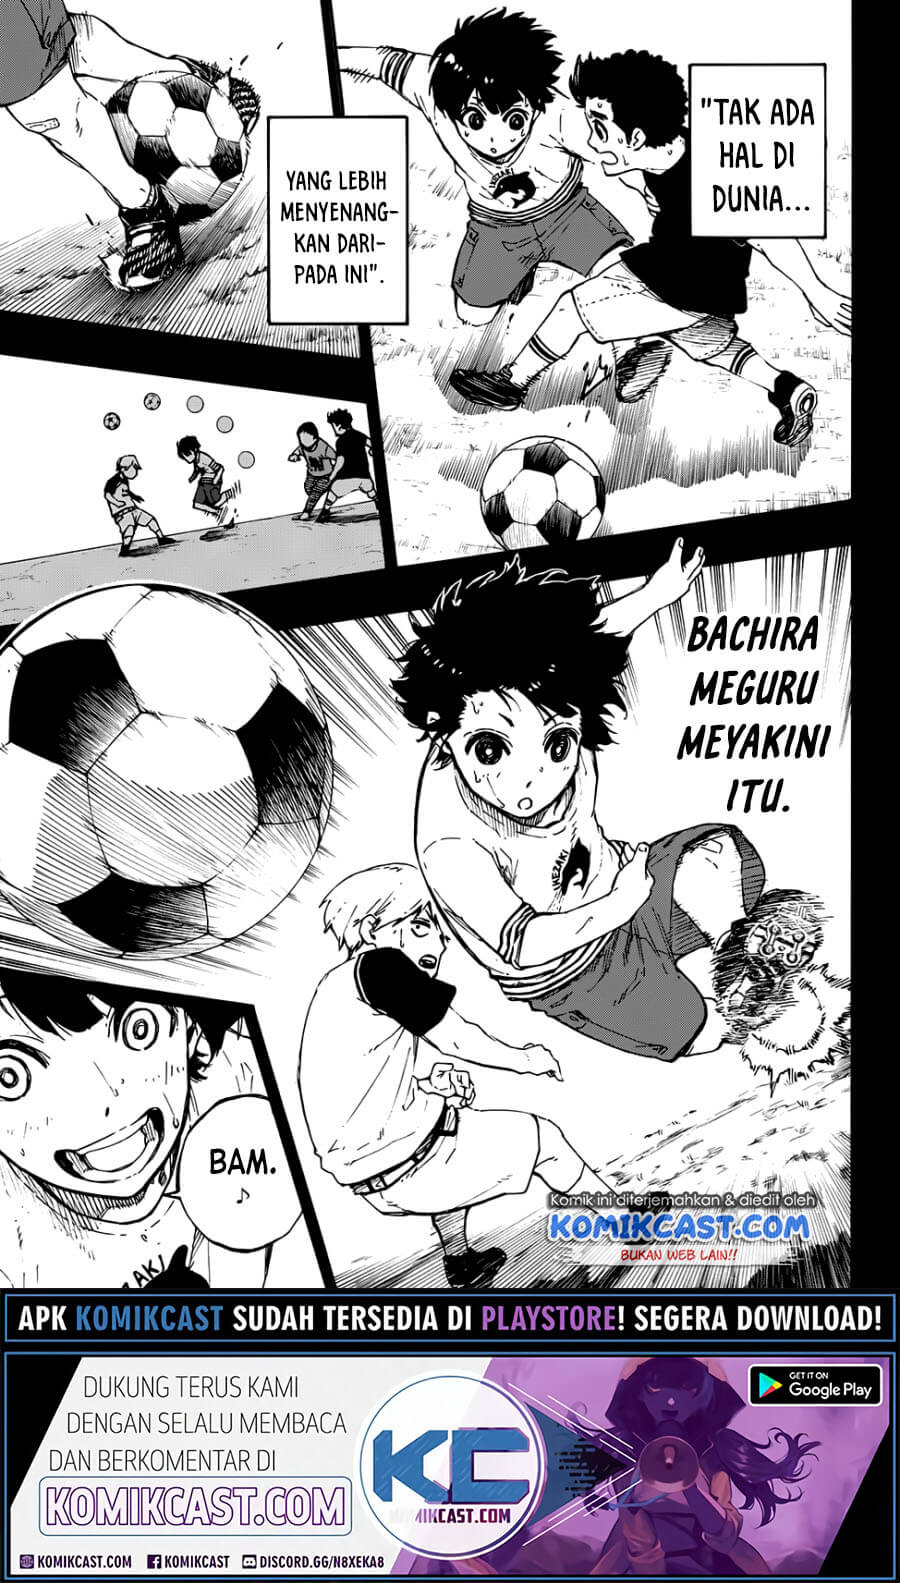 "TAK ADA
HAL DI
DUNIA...
YANG LEBIH
MENYENANG-
KAN DARI-
PADA INI".
BACHIRA
MEGURU
MEYAKINI
ITU.
IKEZAKI
BAM.
♪
ZAKI
Komik ini diterjemahkan & diedit oleh
KOMIKCAST.COM
BUKAN WEB LAIN!!
APK KOMIKCAST SUDAH TERSEDIA DI PLAYSTORE! SEGERA DOWNLOAD!
DUKUNG TERUS KAMI
DENGAN SELALU MEMBACA
DAN BERKOMENTAR DI
KOMIKCAST.COM
KOMIKCAST.COM
KOMIKCAST
DISCORD.GG/N8XEKA8
KC
KOMIKCAST.COM
GET IT ON
Google Play